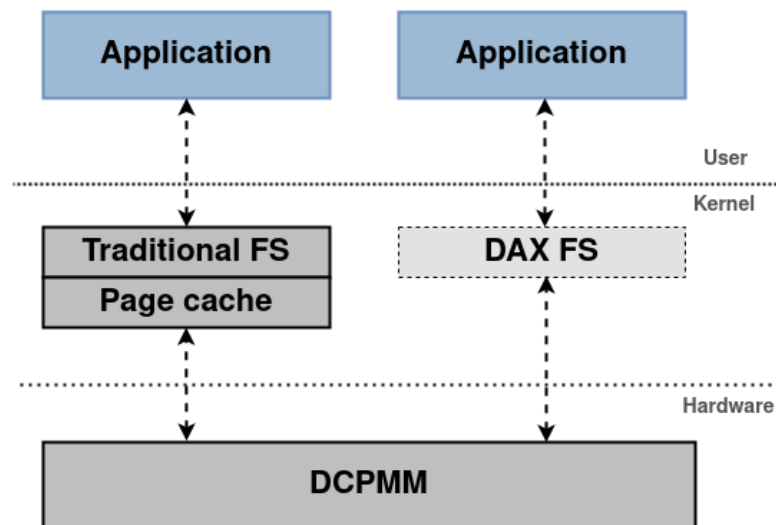 Application
Application
User
Kernel
Traditional FS
DAX FS
Page cache
Hardware
DCPMM